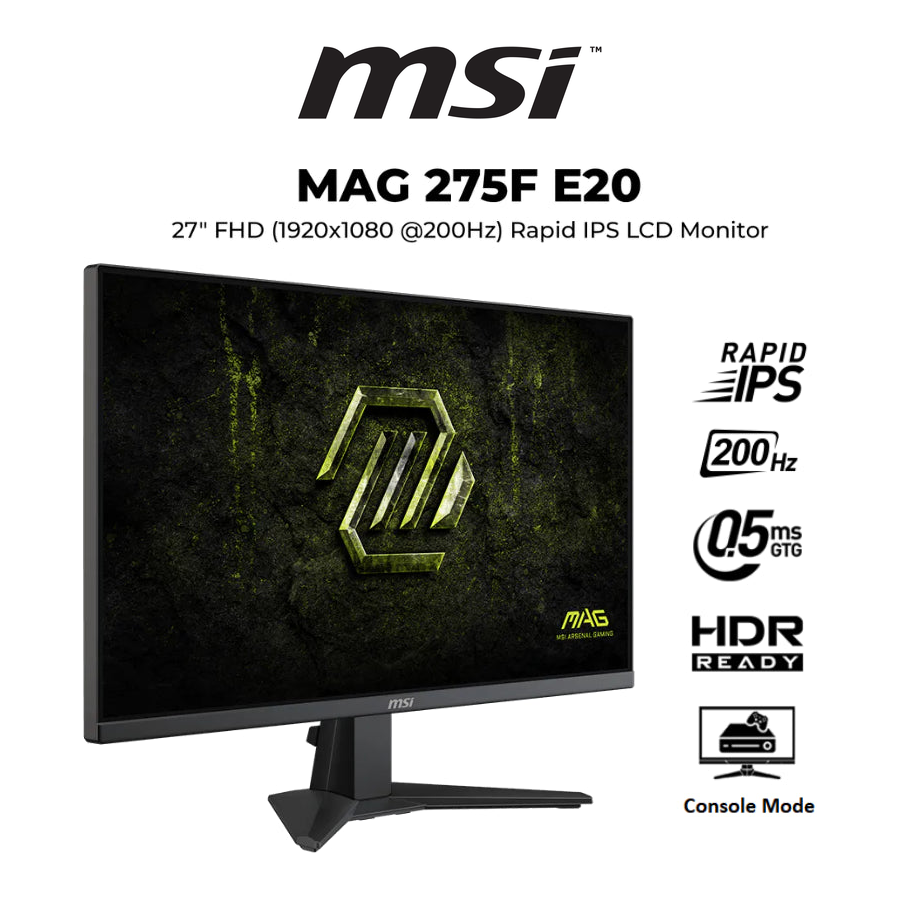 msi™
MAG 275F E20
27" FHD (1920x1080 @200Hz) Rapid IPS LCD Monitor
RAPID
IPS
200Hz
0.5ms
GTG
HDR
READY
MAG
MSI ARSENAL GAMING
msi
Console Mode